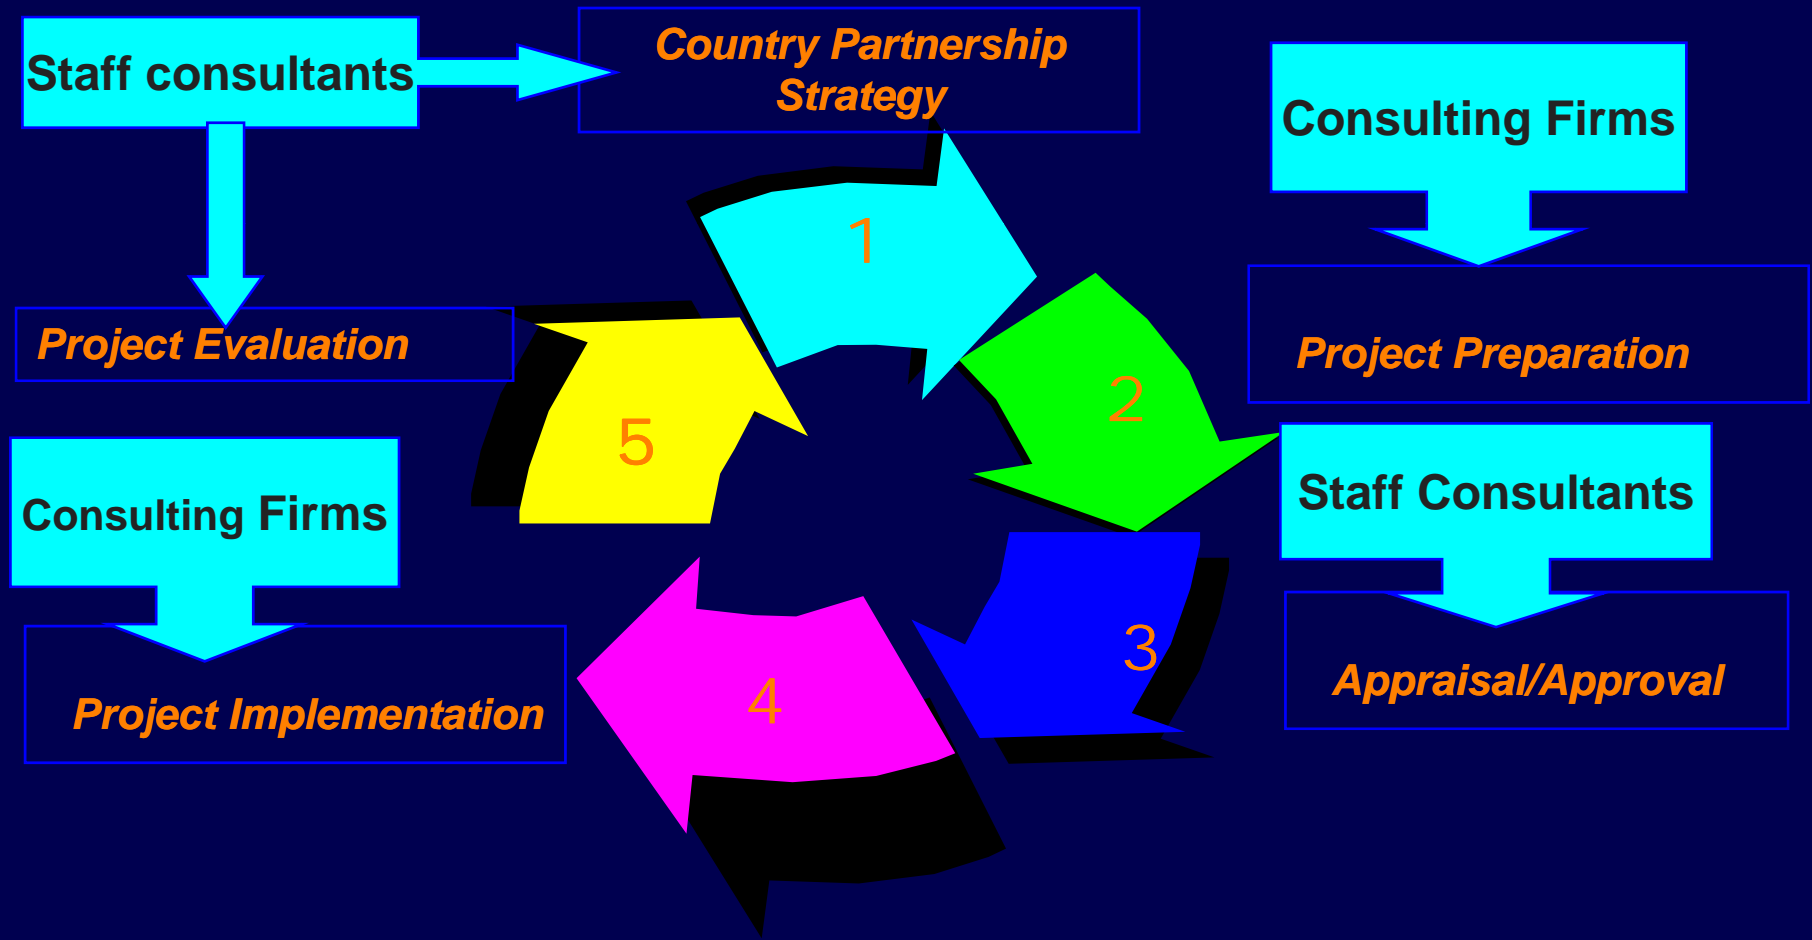 Staff consultants
Country Partnership
Strategy
Consulting Firms
1
Project Evaluation
Project Preparation
2
5
Consulting Firms
Staff Consultants
3
4
Project Implementation
Appraisal/Approval